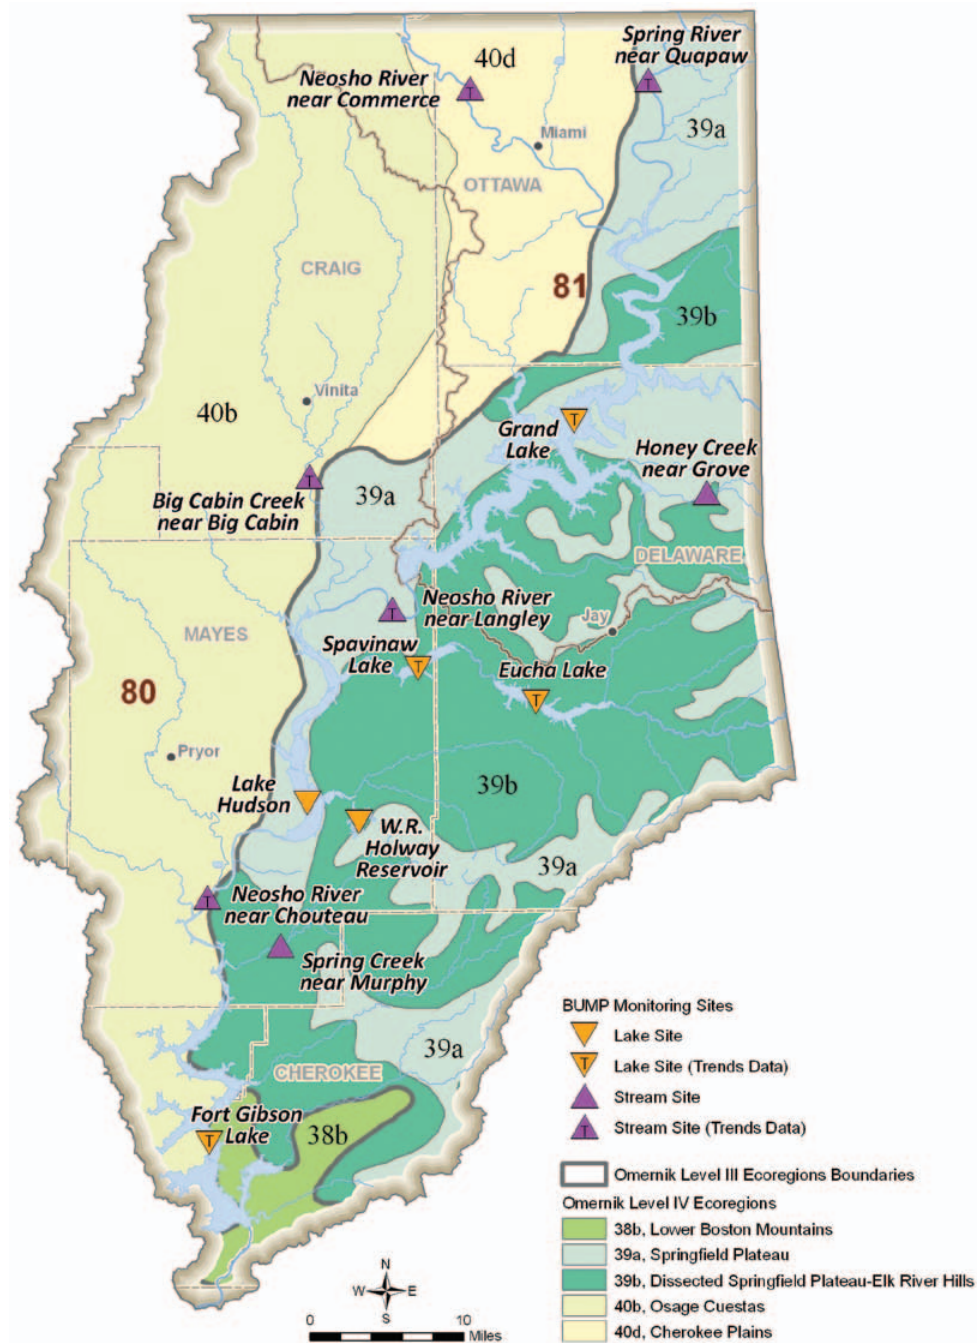 Spring River
near Quapaw
40d
Neosho River
near Commerce
T
T
39a
Miami
OTTAWA
CRAIG
81
39b
Vinita
40b
Grand
Lake
T
Honey Creek
near Grove
T
Big Cabin Creek
near Big Cabin
39a
DELAWARE
Neosho River
near Langley
T
MAYES
Jay
Spavinaw
Lake
T
Eucha Lake
T
80
Pryor
Lake
Hudson
39b
W.R.
Holway
Reservoir
39a
T
Neosho River
near Chouteau
Spring Creek
near Murphy
39a
CHEROKEE
Fort Gibson
Lake
T
38b
BUMP Monitoring Sites
Lake Site
T Lake Site (Trends Data)
Stream Site
T Stream Site (Trends Data)
Omernik Level III Ecoregions Boundaries
Omernik Level IV Ecoregions
38b, Lower Boston Mountains
39a, Springfield Plateau
39b, Dissected Springfield Plateau-Elk River Hills
40b, Osage Cuestas
40d, Cherokee Plains
N
W E
S
0 10
Miles